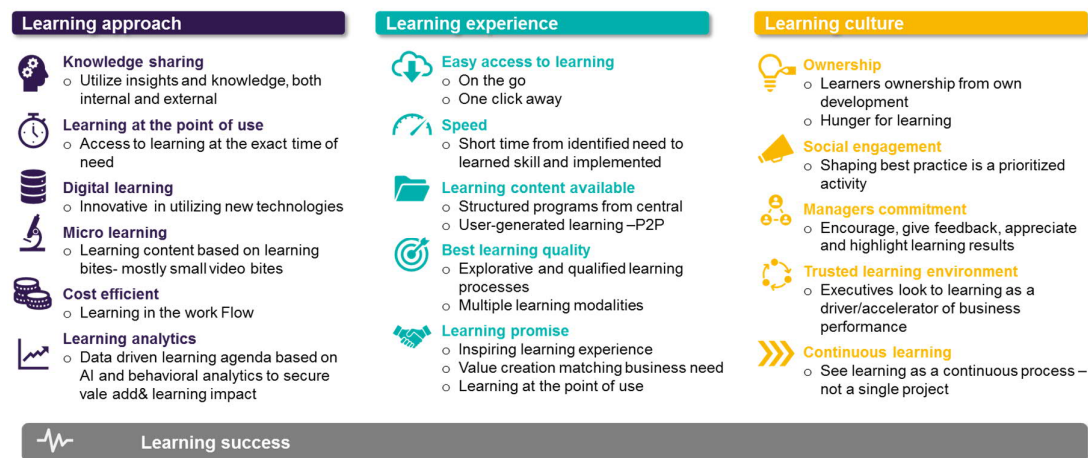 Learning approach
Knowledge sharing
o Utilize insights and knowledge, both
internal and external
Learning at the point of use
o Access to learning at the exact time of
need
Digital learning
o Innovative in utilizing new technologies
Micro learning
o Learning content based on learning
bites- mostly small video bites
Cost efficient
o Learning in the work Flow
Learning analytics
o Data driven learning agenda based on
AI and behavioral analytics to secure
vale add& learning impact
Learning experience
Easy access to learning
o On the go
o One click away
Speed
o Short time from identified need to
learned skill and implemented
Learning content available
o Structured programs from central
o User-generated learning –P2P
Best learning quality
o Explorative and qualified learning
processes
o Multiple learning modalities
Learning promise
o Inspiring learning experience
o Value creation matching business need
o Learning at the point of use
Learning culture
Ownership
o Learners ownership from own
development
o Hunger for learning
Social engagement
o Shaping best practice is a prioritized
activity
Managers commitment
o Encourage, give feedback, appreciate
and highlight learning results
Trusted learning environment
o Executives look to learning as a
driver/accelerator of business
performance
Continuous learning
o See learning as a continuous process –
not a single project
Learning success